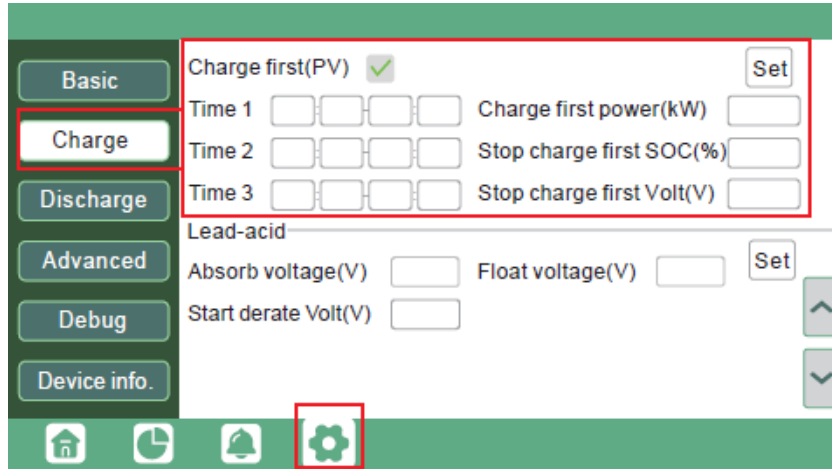 Basic
Charge
Discharge
Advanced
Debug
Device info.
Charge first(PV) Set
Time 1 : - : Charge first power(kW)
Time 2 : - : Stop charge first SOC(%)
Time 3 : - : Stop charge first Volt(V)
Lead-acid
Absorb voltage(V) Float voltage(V) Set
Start derate Volt(V)